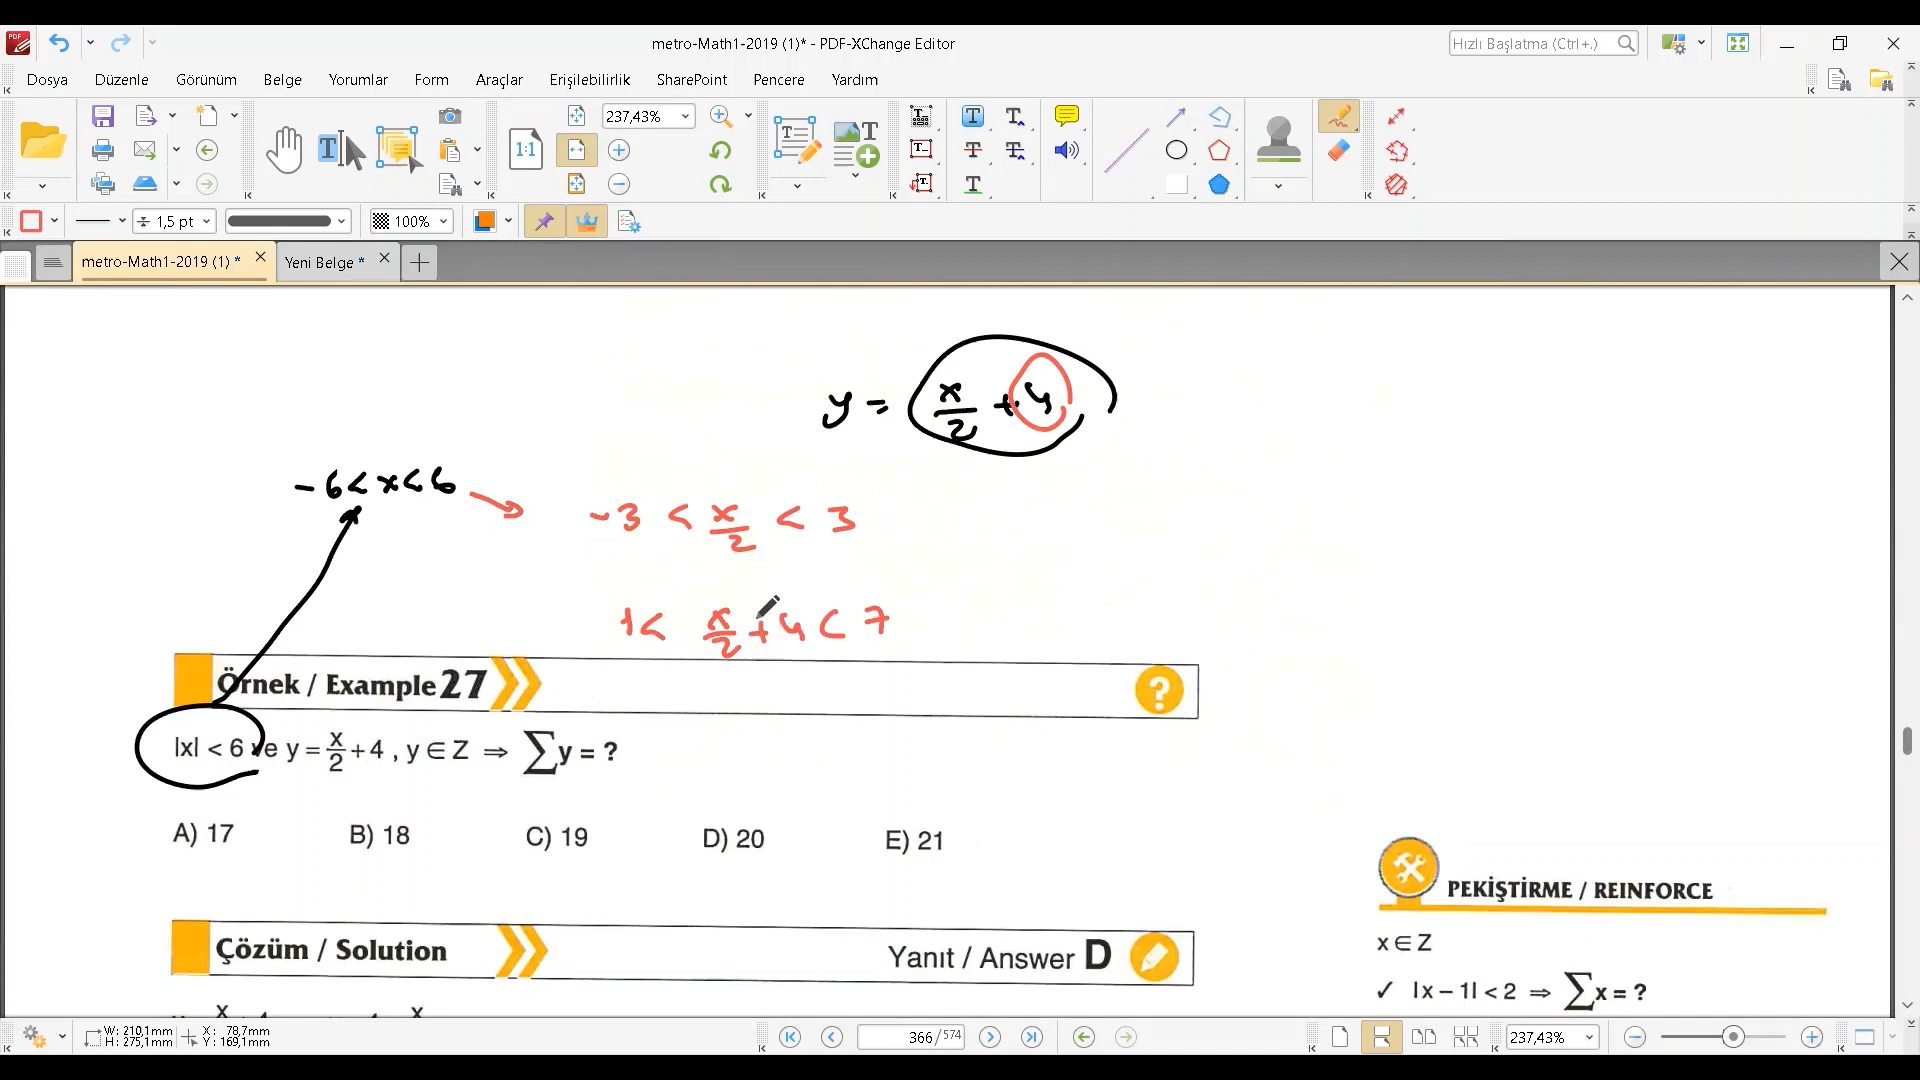 metro-Math1-2019 (1)* - PDF-XChange Editor
Hızlı Başlatma (Ctrl+.)
Dosya Düzenle Görünüm Belge Yorumlar Form Araçlar Erişilebilirlik SharePoint Pencere Yardım
237,43%
1:1
1,5 pt
100%
metro-Math1-2019 (1) *
Yeni Belge *
y = x/2 + 4
-6 < x < 6
-3 < x/2 < 3
1 < x/2 + 4 < 7
Örnek / Example 27
|x| < 6 ve y = x/2 + 4 , y ∈ Z ⇒ ∑y = ?
A) 17 B) 18 C) 19 D) 20 E) 21
Çözüm / Solution Yanıt / Answer D
PEKİŞTİRME / REINFORCE
x ∈ Z
✓ |x – 1| < 2 ⇒ ∑x = ?
W: 210,1mm X: 78,7mm
H: 275,1mm Y: 169,1mm
366 / 574
237,43%